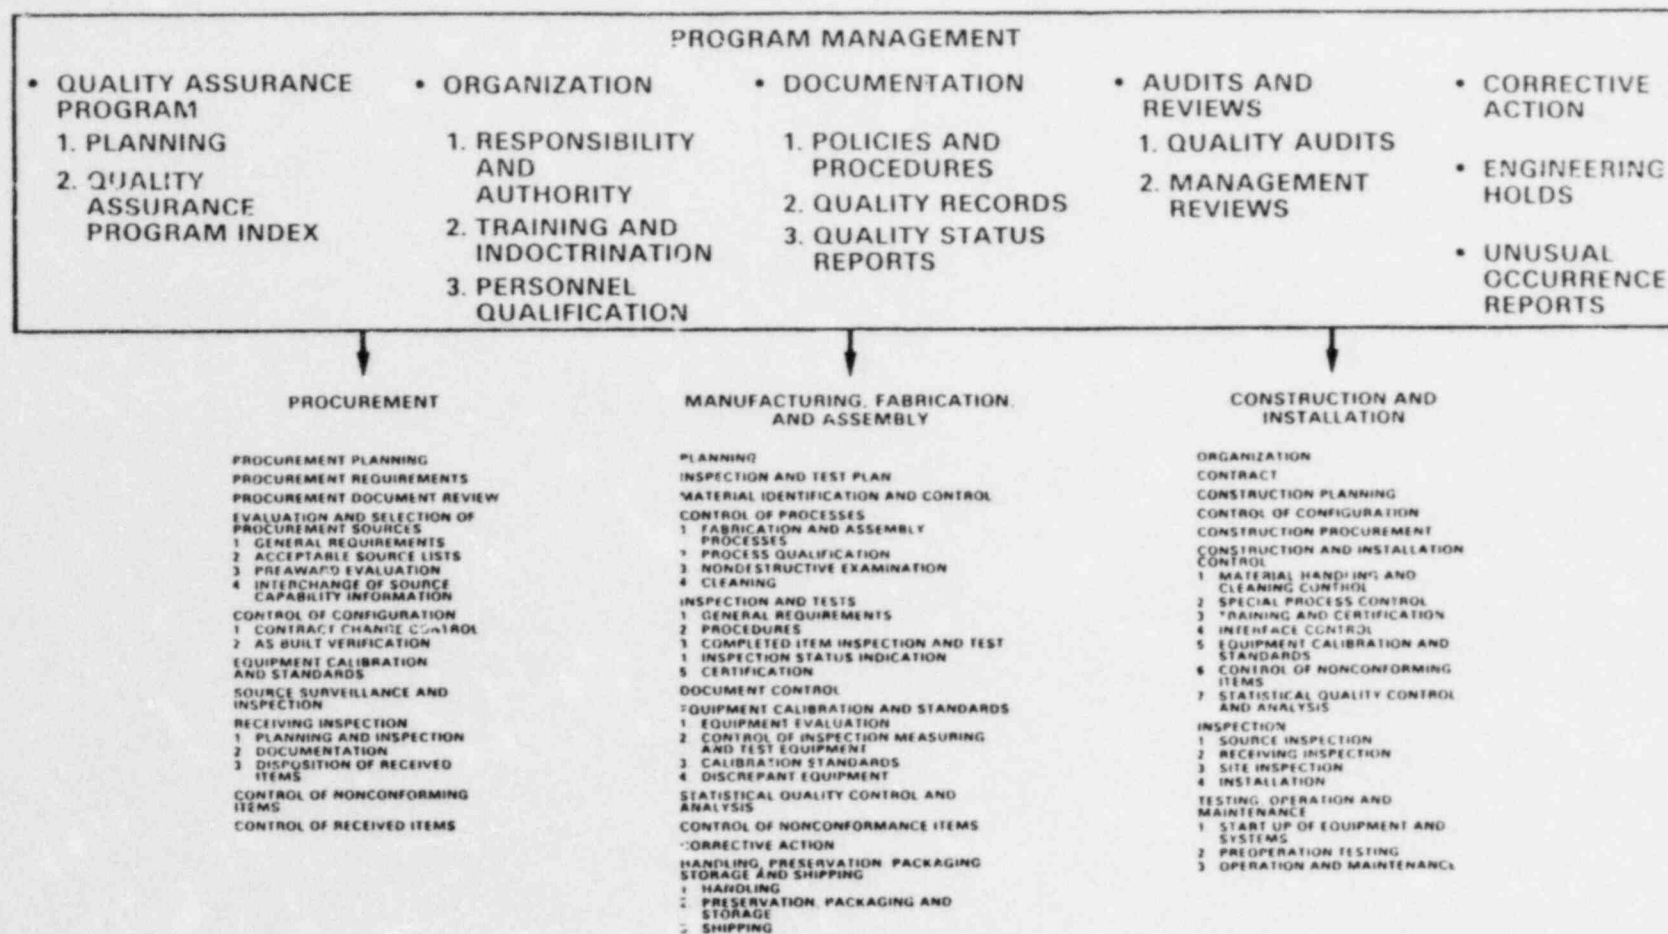 PROGRAM MANAGEMENT
• QUALITY ASSURANCE
PROGRAM
1. PLANNING
2. QUALITY
ASSURANCE
PROGRAM INDEX
• ORGANIZATION
1. RESPONSIBILITY
AND
AUTHORITY
2. TRAINING AND
INDOCTRINATION
3. PERSONNEL
QUALIFICATION
• DOCUMENTATION
1. POLICIES AND
PROCEDURES
2. QUALITY RECORDS
3. QUALITY STATUS
REPORTS
• AUDITS AND
REVIEWS
1. QUALITY AUDITS
2. MANAGEMENT
REVIEWS
• CORRECTIVE
ACTION
• ENGINEERING
HOLDS
• UNUSUAL
OCCURRENCE
REPORTS
PROCUREMENT
PROCUREMENT PLANNING
PROCUREMENT REQUIREMENTS
PROCUREMENT DOCUMENT REVIEW
EVALUATION AND SELECTION OF
PROCUREMENT SOURCES
1 GENERAL REQUIREMENTS
2 ACCEPTABLE SOURCE LISTS
3 PREAWARD EVALUATION
4 INTERCHANGE OF SOURCE
CAPABILITY INFORMATION
CONTROL OF CONFIGURATION
1 CONTRACT CHANGE CONTROL
2 AS BUILT VERIFICATION
EQUIPMENT CALIBRATION
AND STANDARDS
SOURCE SURVEILLANCE AND
INSPECTION
RECEIVING INSPECTION
1 PLANNING AND INSPECTION
2 DOCUMENTATION
3 DISPOSITION OF RECEIVED
ITEMS
CONTROL OF NONCONFORMING
ITEMS
CONTROL OF RECEIVED ITEMS
MANUFACTURING, FABRICATION,
AND ASSEMBLY
PLANNING
INSPECTION AND TEST PLAN
MATERIAL IDENTIFICATION AND CONTROL
CONTROL OF PROCESSES
1 FABRICATION AND ASSEMBLY
PROCESSES
2 PROCESS QUALIFICATION
3 NONDESTRUCTIVE EXAMINATION
4 CLEANING
INSPECTION AND TESTS
1 GENERAL REQUIREMENTS
2 PROCEDURES
3 COMPLETED ITEM INSPECTION AND TEST
INSPECTION STATUS INDICATION
5 CERTIFICATION
DOCUMENT CONTROL
EQUIPMENT CALIBRATION AND STANDARDS
1 EQUIPMENT EVALUATION
2 CONTROL OF INSPECTION MEASURING
AND TEST EQUIPMENT
3 CALIBRATION STANDARDS
4 DISCREPANT EQUIPMENT
STATISTICAL QUALITY CONTROL AND
ANALYSIS
CONTROL OF NONCONFORMANCE ITEMS
CORRECTIVE ACTION
HANDLING, PRESERVATION, PACKAGING
STORAGE AND SHIPPING
1 HANDLING
2 PRESERVATION, PACKAGING AND
STORAGE
SHIPPING
CONSTRUCTION AND
INSTALLATION
ORGANIZATION
CONTRACT
CONSTRUCTION PLANNING
CONTROL OF CONFIGURATION
CONSTRUCTION PROCUREMENT
CONSTRUCTION AND INSTALLATION
CONTROL
1 MATERIAL HANDLING AND
CLEANING CONTROL
2 SPECIAL PROCESS CONTROL
3 TRAINING AND CERTIFICATION
4 INTERFACE CONTROL
5 EQUIPMENT CALIBRATION AND
STANDARDS
6 CONTROL OF NONCONFORMING
ITEMS
7 STATISTICAL QUALITY CONTROL
AND ANALYSIS
INSPECTION
1 SOURCE INSPECTION
2 RECEIVING INSPECTION
3 SITE INSPECTION
4 INSTALLATION
TESTING, OPERATION AND
MAINTENANCE
1 START UP OF EQUIPMENT AND
SYSTEMS
2 PREOPERATION TESTING
3 OPERATION AND MAINTENANCE